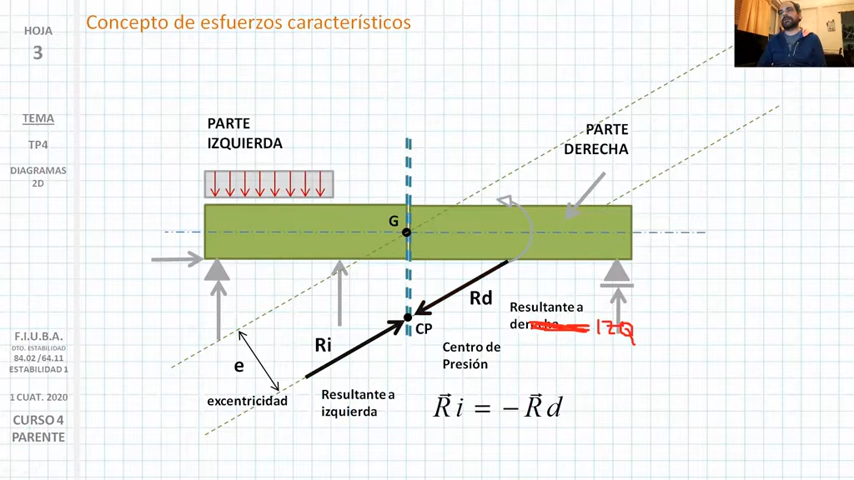 Concepto de esfuerzos característicos
HOJA
3
TEMA
TP4
DIAGRAMAS
2D
F.I.U.B.A.
DTO. ESTABILIDAD
84.02/64.11
ESTABILIDAD 1
1 CUAT. 2020
CURSO 4
PARENTE
PARTE
IZQUIERDA
PARTE
DERECHA
G
Rd
Resultante a
IZQ
CP
Ri
Centro de
Presión
e
excentricidad
Resultante a
izquierda
R⃗ i = − R⃗ d